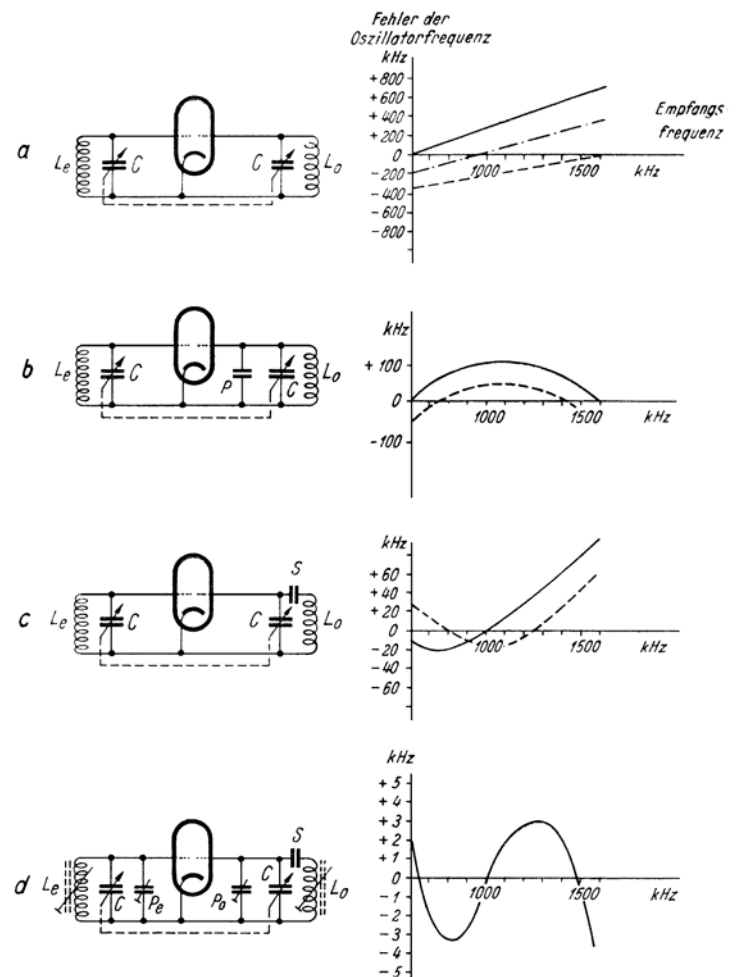 Fehler der
Oszillatorfrequenz
kHz
+800
+600
+400
+200
0
-200
-400
-600
-800
1000
1500
kHz
Empfangs
frequenz
a
Le
C
C
Lo
kHz
+100
0
-100
1000
1500
kHz
b
Le
C
P
C
Lo
kHz
+60
+20
0
-20
-40
-60
1000
1500
kHz
c
Le
C
C
S
Lo
kHz
+5
+4
+3
+2
+1
0
-1
-2
-3
-4
-5
1000
1500
kHz
d
Le
C
Pe
Po
C
S
Lo